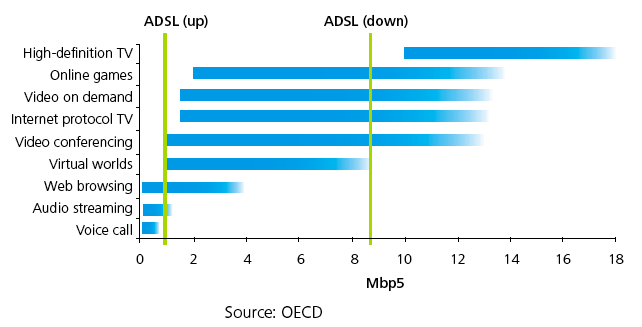 ADSL (up) ADSL (down)
High-definition TV
Online games
Video on demand
Internet protocol TV
Video conferencing
Virtual worlds
Web browsing
Audio streaming
Voice call
0 2 4 6 8 10 12 14 16 18
Mbp5
Source: OECD